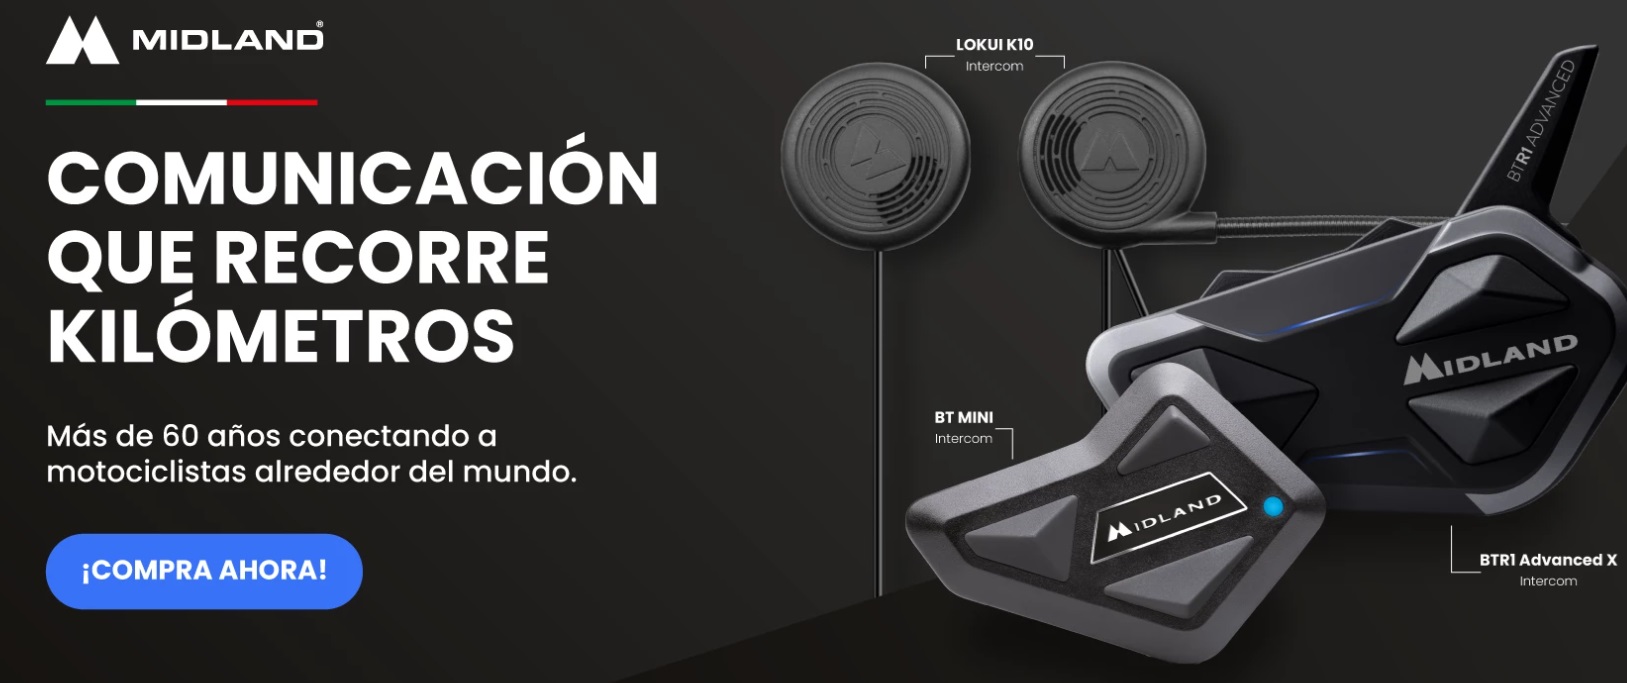 MIDLAND®
COMUNICACIÓN
QUE RECORRE
KILÓMETROS
Más de 60 años conectando a
motociclistas alrededor del mundo.
¡COMPRA AHORA!
LOKUI K10
Intercom
BTR1 ADVANCED
MIDLAND
BT MINI
Intercom
MIDLAND
BTR1 Advanced X
Intercom